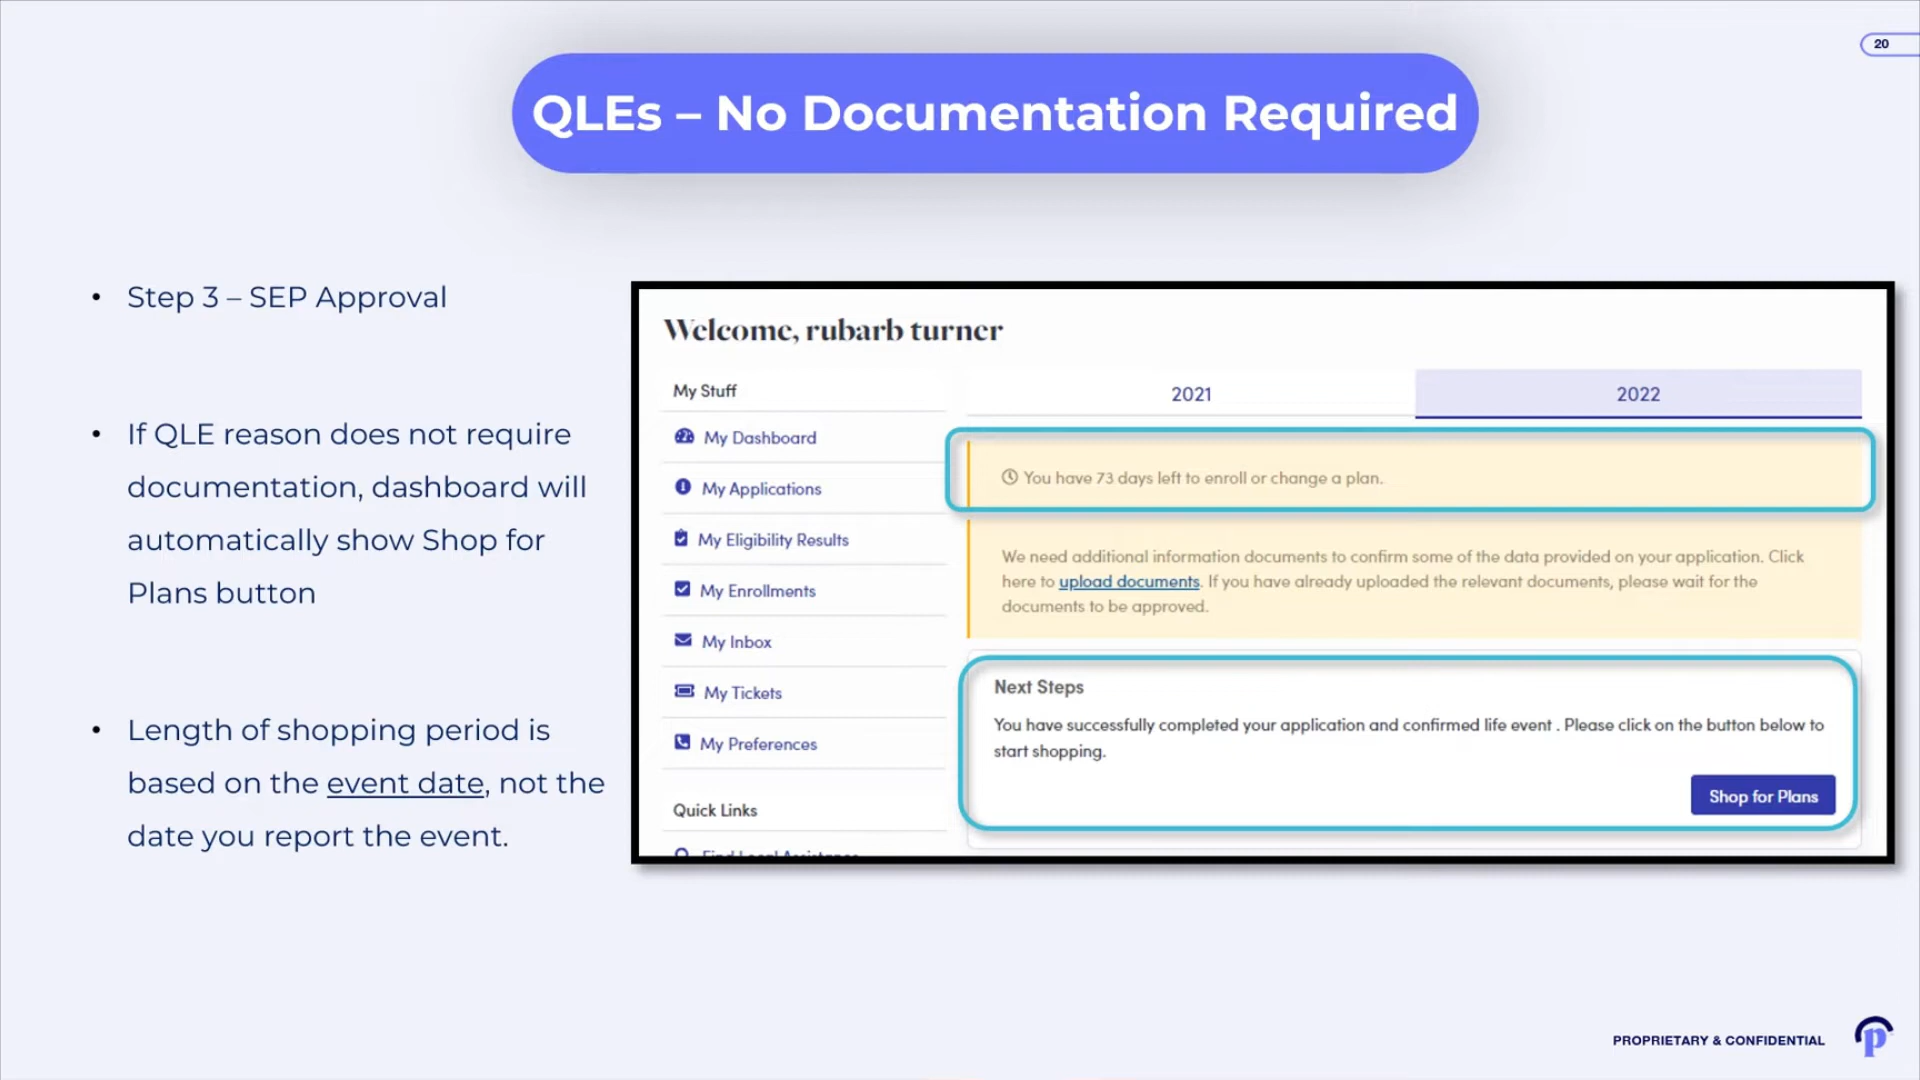 20
QLEs – No Documentation Required
• Step 3 – SEP Approval
• If QLE reason does not require
documentation, dashboard will
automatically show Shop for
Plans button
• Length of shopping period is
based on the event date, not the
date you report the event.
Welcome, rubarb turner
My Stuff
My Dashboard
My Applications
My Eligibility Results
My Enrollments
My Inbox
My Tickets
My Preferences
Quick Links
Find Local Assistance
2021
2022
You have 73 days left to enroll or change a plan.
We need additional information documents to confirm some of the data provided on your application. Click
here to upload documents. If you have already uploaded the relevant documents, please wait for the
documents to be approved.
Next Steps
You have successfully completed your application and confirmed life event . Please click on the button below to
start shopping.
Shop for Plans
PROPRIETARY & CONFIDENTIAL
p